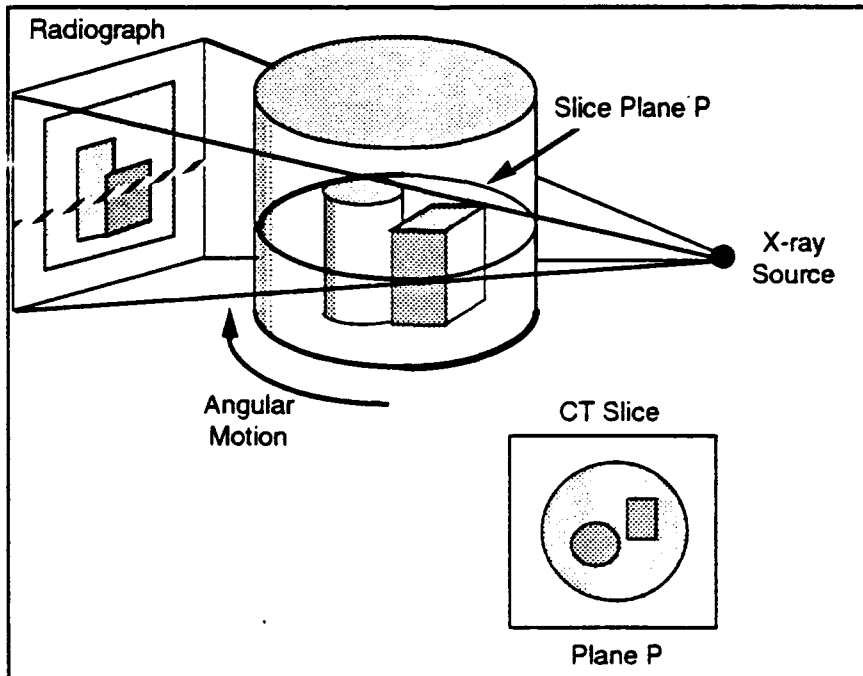 Radiograph
Slice Plane P
X-ray
Source
Angular
Motion
CT Slice
Plane P